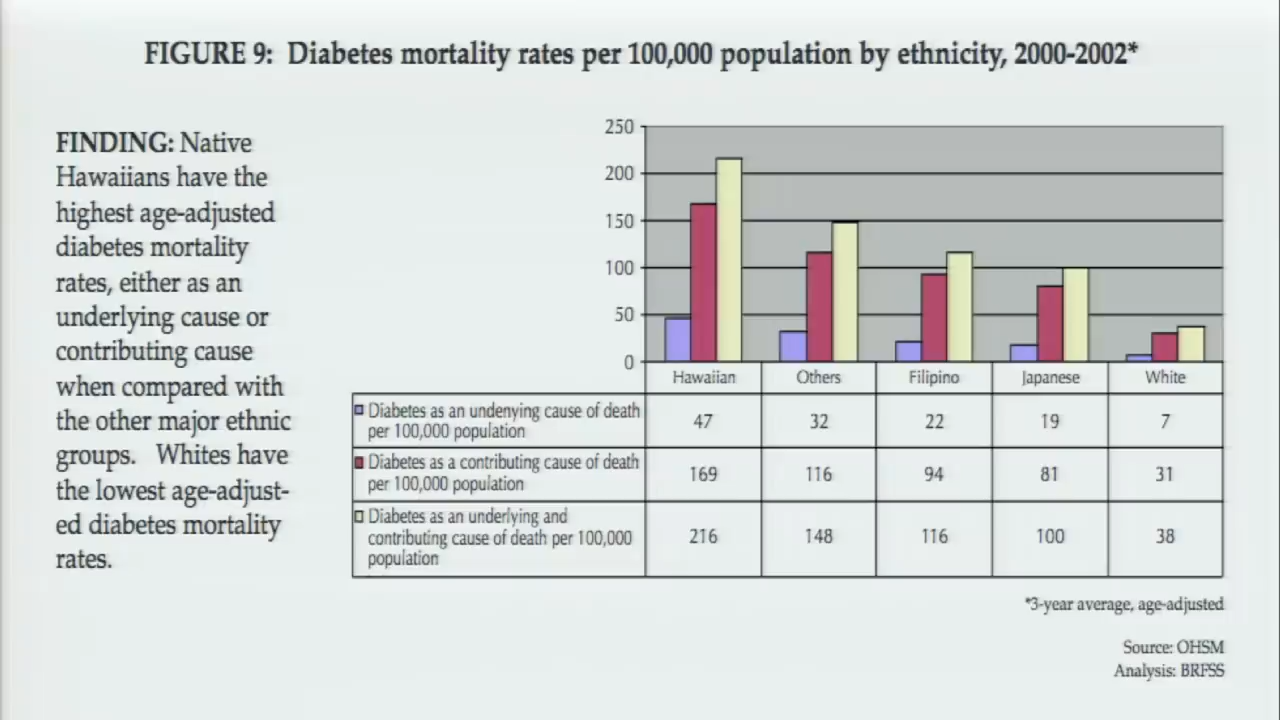 FIGURE 9: Diabetes mortality rates per 100,000 population by ethnicity, 2000-2002*
FINDING: Native
Hawaiians have the
highest age-adjusted
diabetes mortality
rates, either as an
underlying cause or
contributing cause
when compared with
the other major ethnic
groups. Whites have
the lowest age-adjust-
ed diabetes mortality
rates.
250
200
150
100
50
0
Hawaiian Others Filipino Japanese White
Diabetes as an undenying cause of death
per 100,000 population
47 32 22 19 7
Diabetes as a contributing cause of death
per 100,000 population
169 116 94 81 31
Diabetes as an underlying and
contributing cause of death per 100,000
population
216 148 116 100 38
*3-year average, age-adjusted
Source: OHSM
Analysis: BRFSS